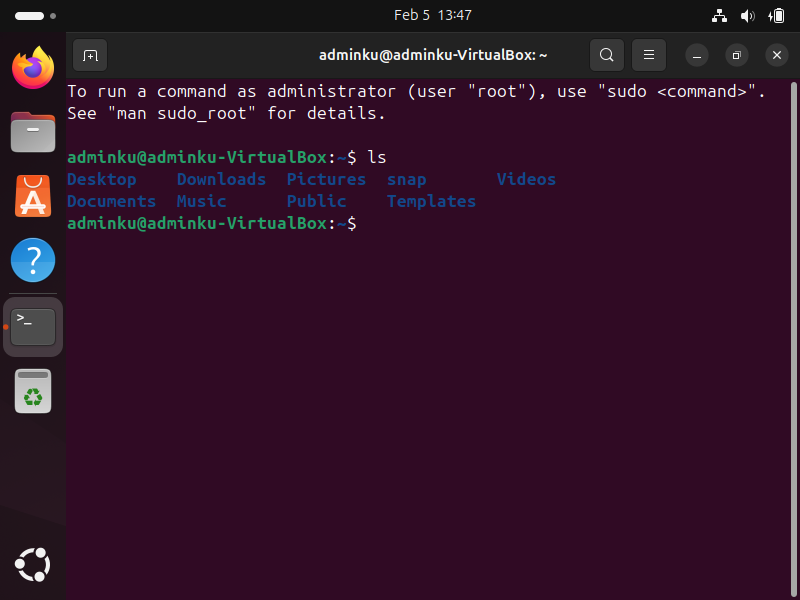 Feb 5 13:47
adminku@adminku-VirtualBox: ~
To run a command as administrator (user "root"), use "sudo <command>".
See "man sudo_root" for details.
adminku@adminku-VirtualBox:~$ ls
Desktop Downloads Pictures snap Videos
Documents Music Public Templates
adminku@adminku-VirtualBox:~$